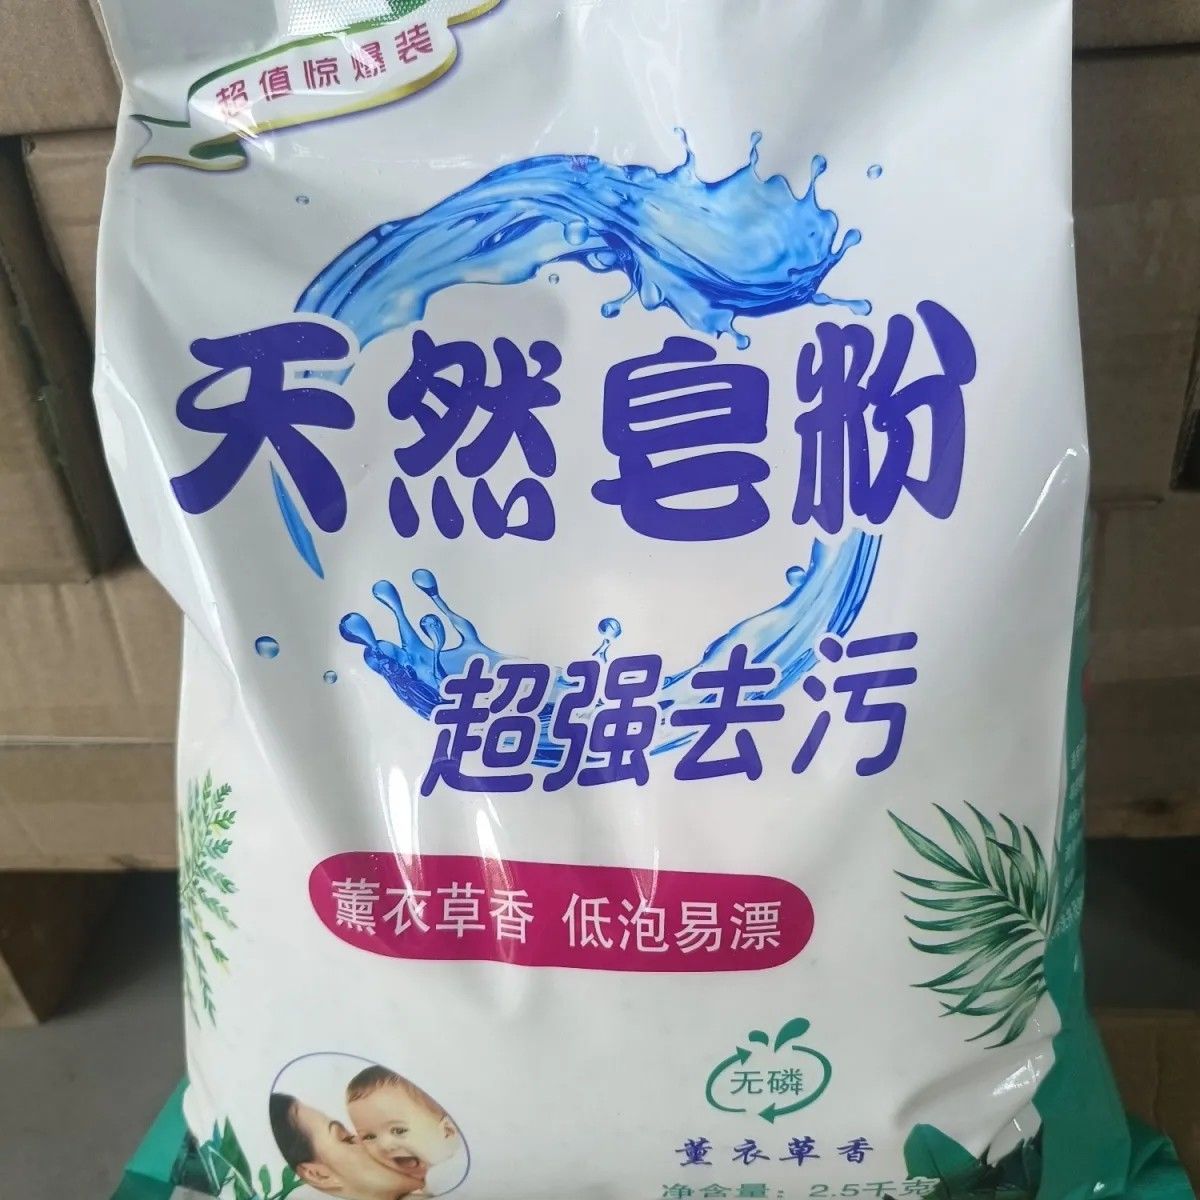 超值惊爆装
天然皂粉
超强去污
薰衣草香 低泡易漂
无磷
薰衣草香
净含量：2.5千克